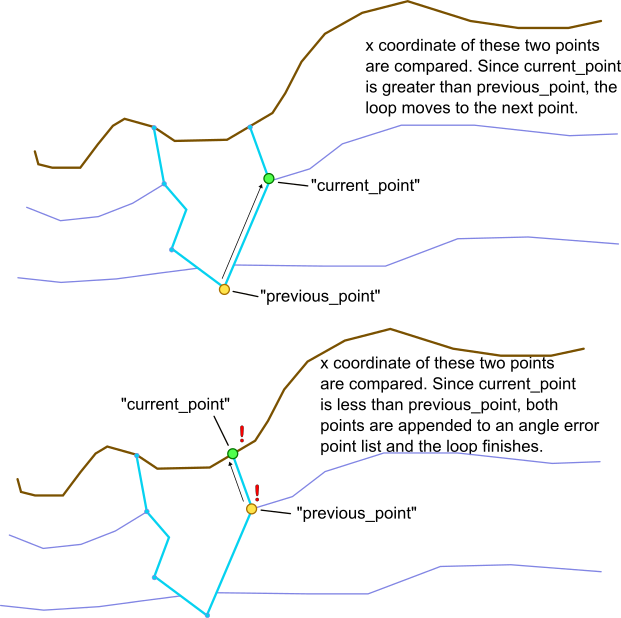 x coordinate of these two points
are compared. Since current_point
is greater than previous_point, the
loop moves to the next point.
"current_point"
"previous_point"
x coordinate of these two points
are compared. Since current_point
is less than previous_point, both
points are appended to an angle error
point list and the loop finishes.
"current_point"
!
!
"previous_point"